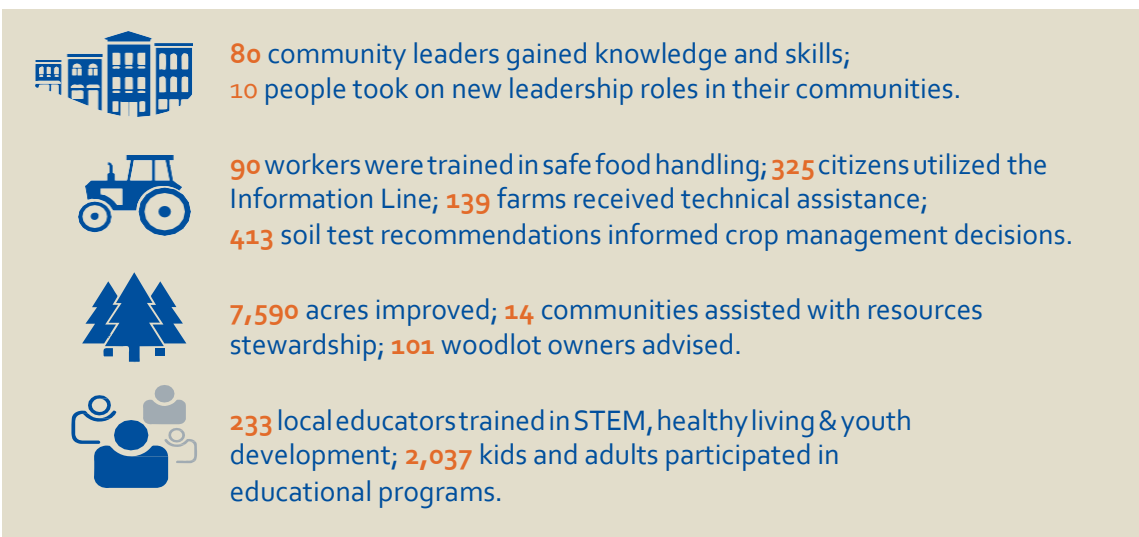 80 community leaders gained knowledge and skills;
10 people took on new leadership roles in their communities.
90 workers were trained in safe food handling; 325 citizens utilized the
Information Line; 139 farms received technical assistance;
413 soil test recommendations informed crop management decisions.
7,590 acres improved; 14 communities assisted with resources
stewardship; 101 woodlot owners advised.
233 local educators trained in STEM, healthy living & youth
development; 2,037 kids and adults participated in
educational programs.